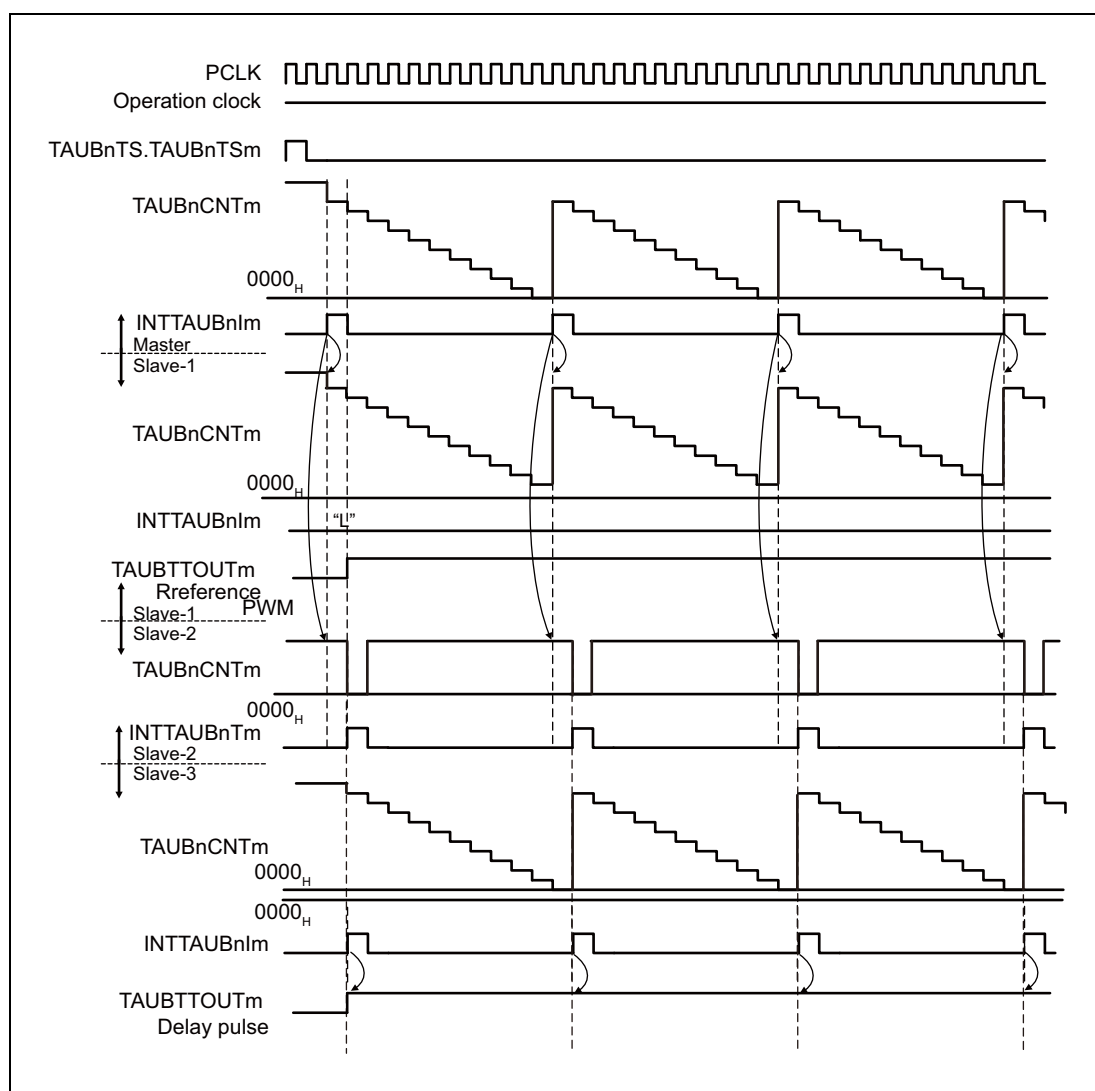 PCLK
Operation clock
TAUBnTS.TAUBnTSm
TAUBnCNTm
0000H
INTTAUBnIm
Master
Slave-1
TAUBnCNTm
0000H
INTTAUBnIm
“L”
TAUBTTOUTm
Rreference
PWM
Slave-1
Slave-2
TAUBnCNTm
0000H
INTTAUBnTm
Slave-2
Slave-3
TAUBnCNTm
0000H
0000H
INTTAUBnIm
TAUBTTOUTm
Delay pulse